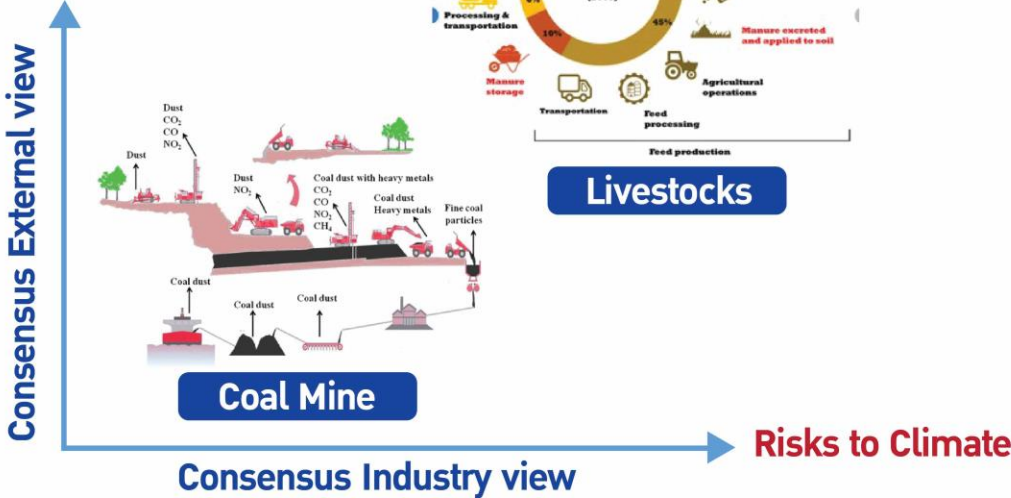 Consensus External view
Processing &
transportation
10%
45%
Manure excreted
and applied to soil
Manure
storage
Agricultural
operations
Transportation
Feed
processing
Feed production
Livestocks
Dust
CO₂
CO
NO₂
Dust
Dust
NO₂
Coal dust with heavy metals
CO₂
CO
NO₂
CH₄
Coal dust
Heavy metals
Fine coal
particles
Coal dust
Coal dust
Coal dust
Coal Mine
Risks to Climate
Consensus Industry view